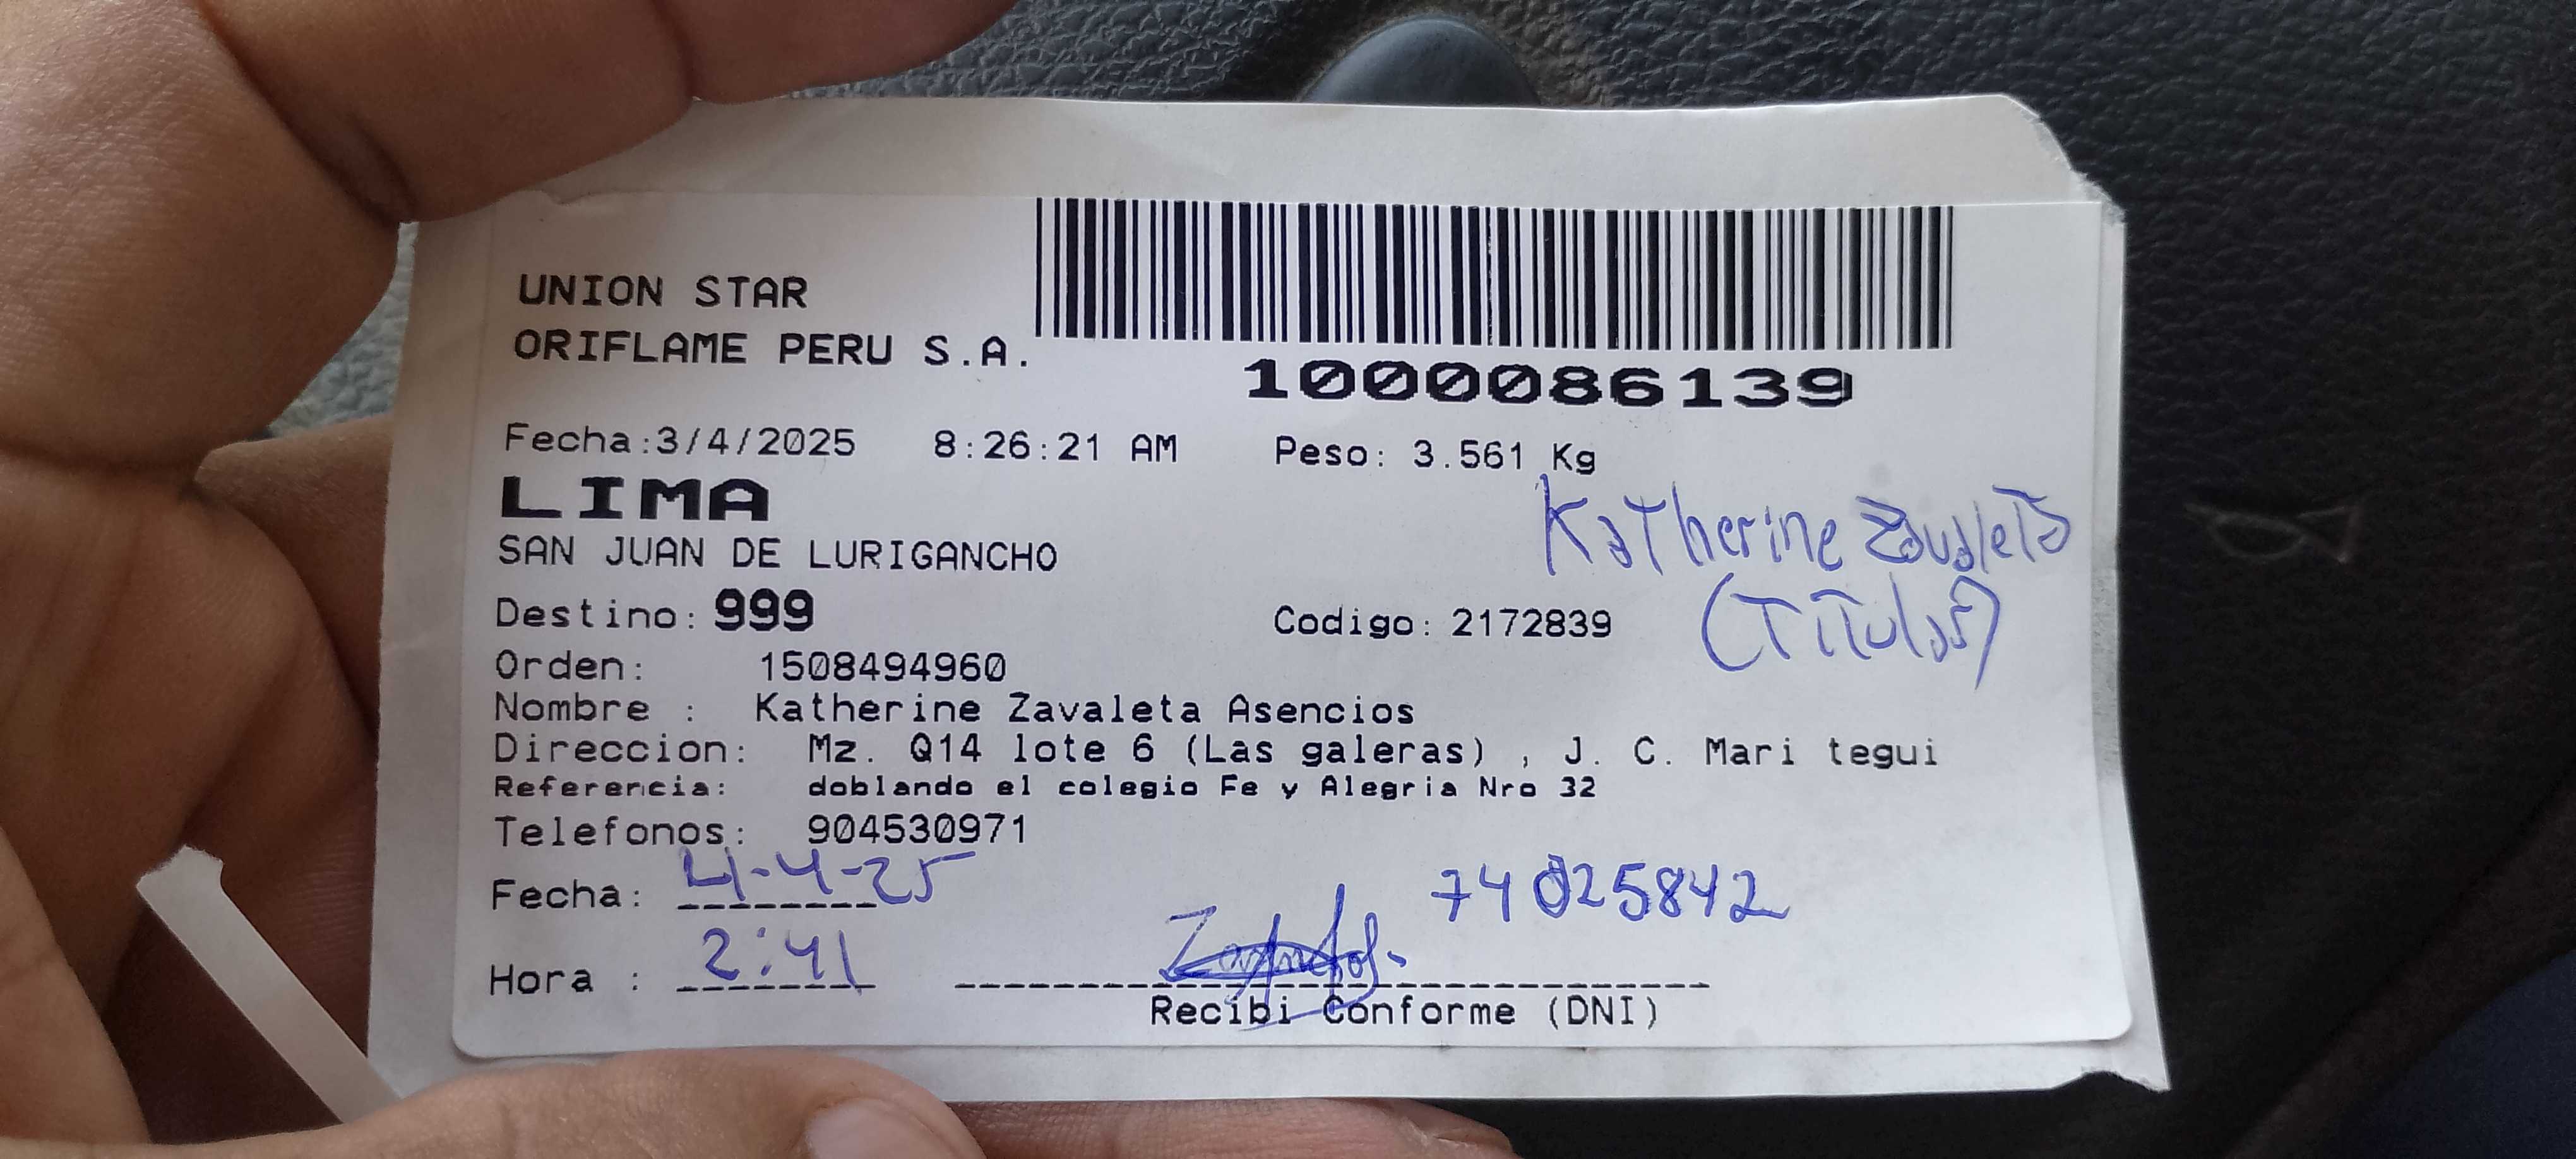 UNION STAR
ORIFLAME PERU S.A.
1000086139
Fecha:3/4/2025 8:26:21 AM Peso: 3.561 Kg
LIMA
SAN JUAN DE LURIGANCHO
Katherine Zavaleta
(Titular)
Destino: 999 Codigo: 2172839
Orden: 1508494960
Nombre : Katherine Zavaleta Asencios
Direccion: Mz. Q14 lote 6 (Las galeras) , J. C. Mari tegui
Referencia: doblando el colegio Fe y Alegria Nro 32
Telefonos: 904530971
Fecha: 4-4-25 74025842
Hora : 2:41
Recibi Conforme (DNI)